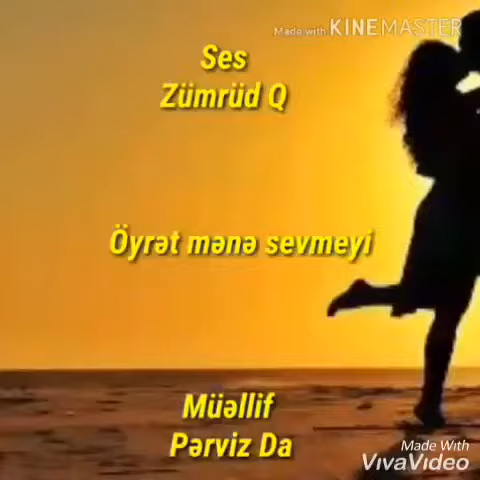 Made with KINEMASTER
Ses
Zümrüd Q
Öyrət mənə sevmeyi
Müəllif
Pərviz Da
Made With
VivaVideo